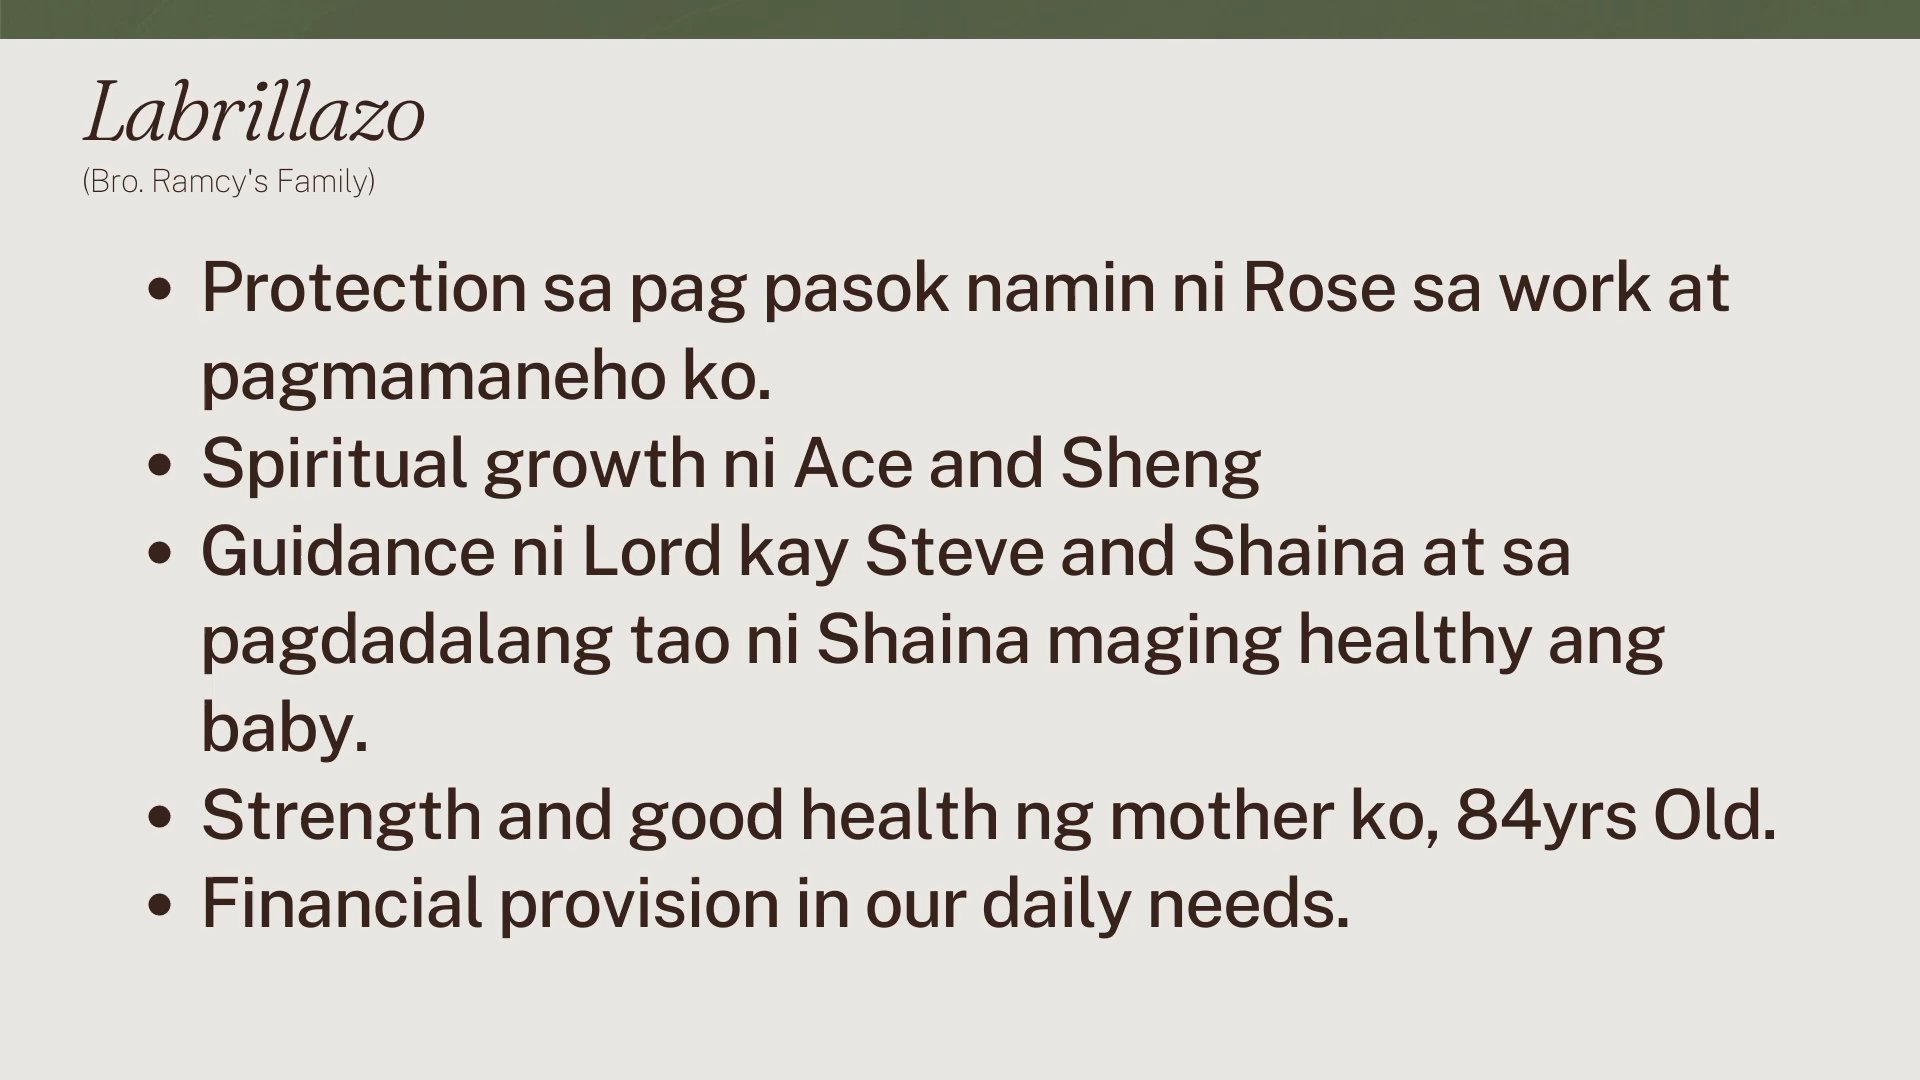 Labrillazo
(Bro. Ramcy's Family)
• Protection sa pag pasok namin ni Rose sa work at
pagmamaneho ko.
• Spiritual growth ni Ace and Sheng
• Guidance ni Lord kay Steve and Shaina at sa
pagdadalang tao ni Shaina maging healthy ang
baby.
• Strength and good health ng mother ko, 84yrs Old.
• Financial provision in our daily needs.